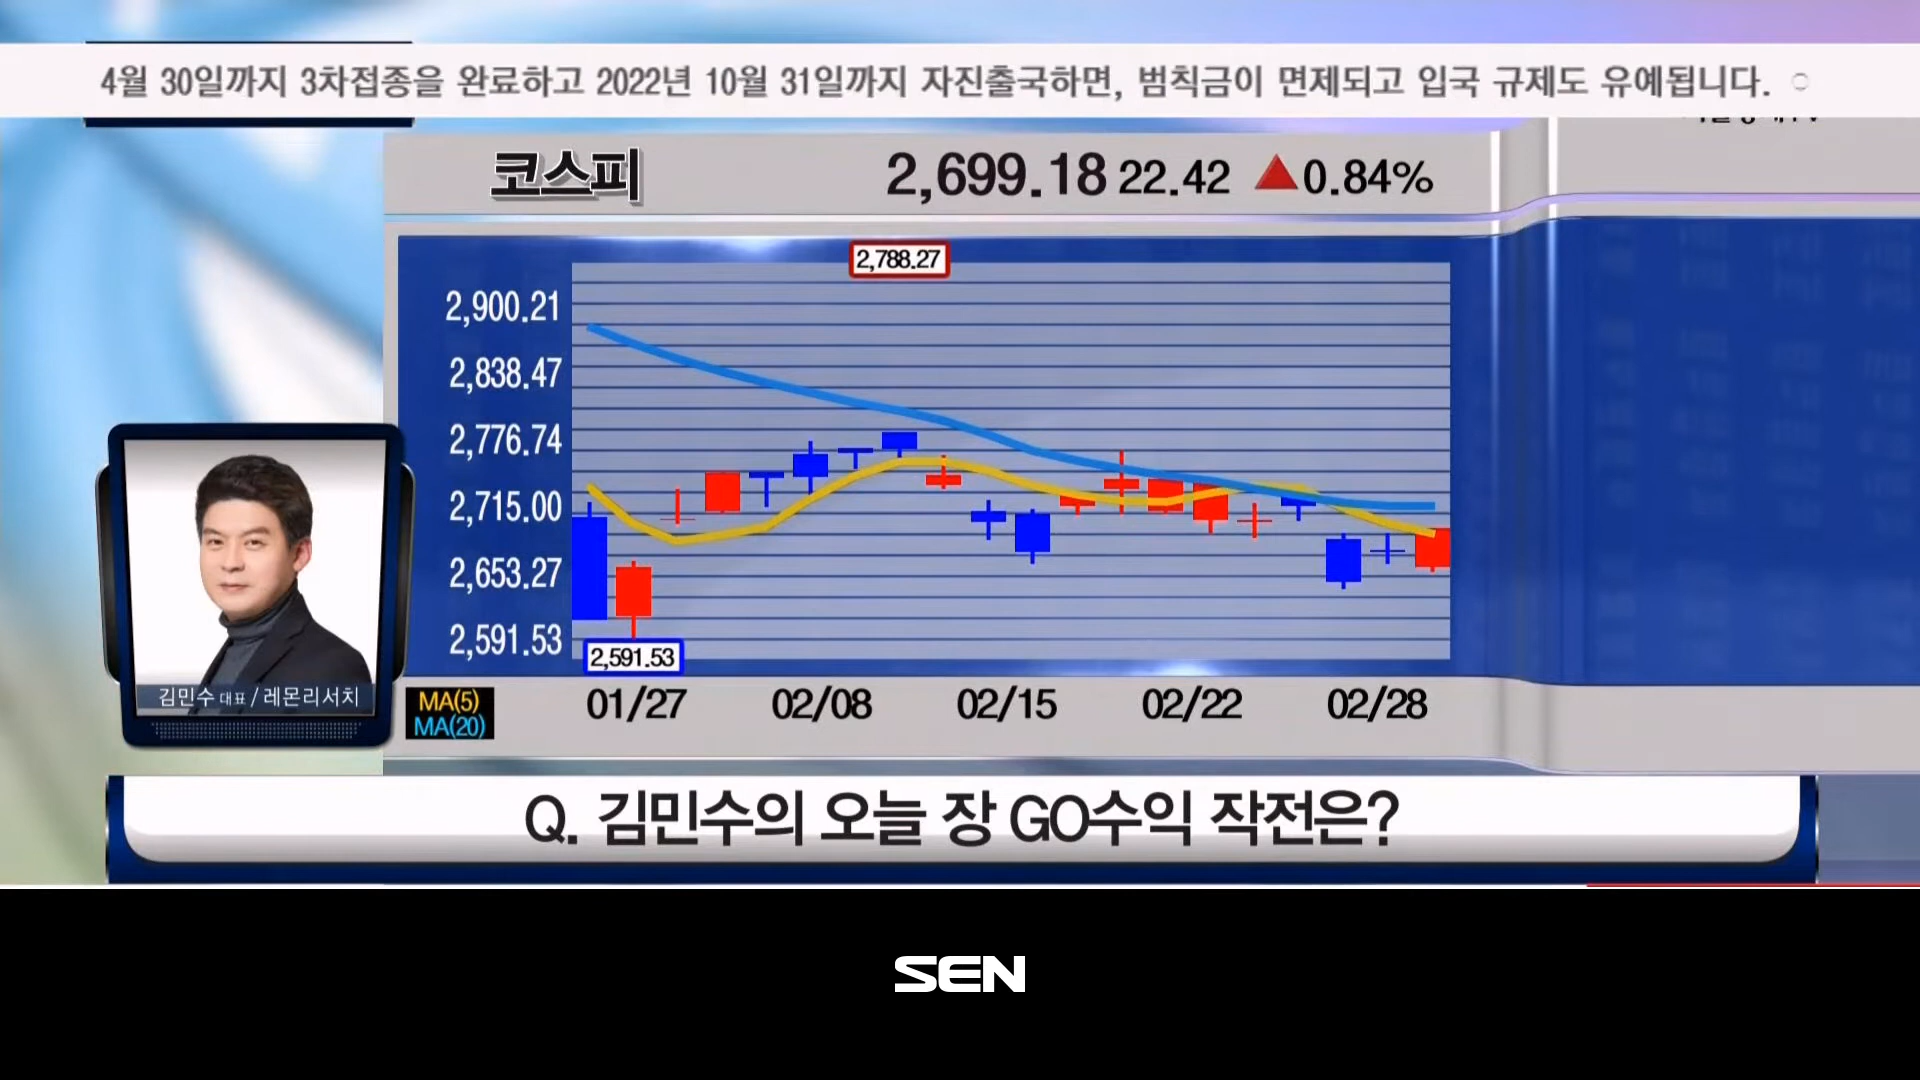 4월 30일까지 3차접종을 완료하고 2022년 10월 31일까지 자진출국하면, 범칙금이 면제되고 입국 규제도 유예됩니다.
코스피 2,699.18 22.42 ▲0.84%
2,788.27
2,900.21
2,838.47
2,776.74
2,715.00
2,653.27
2,591.53
2,591.53
김민수 대표 / 레몬리서치
MA(5)
MA(20)
01/27 02/08 02/15 02/22 02/28
Q. 김민수의 오늘 장 GO수익 작전은?
SEN